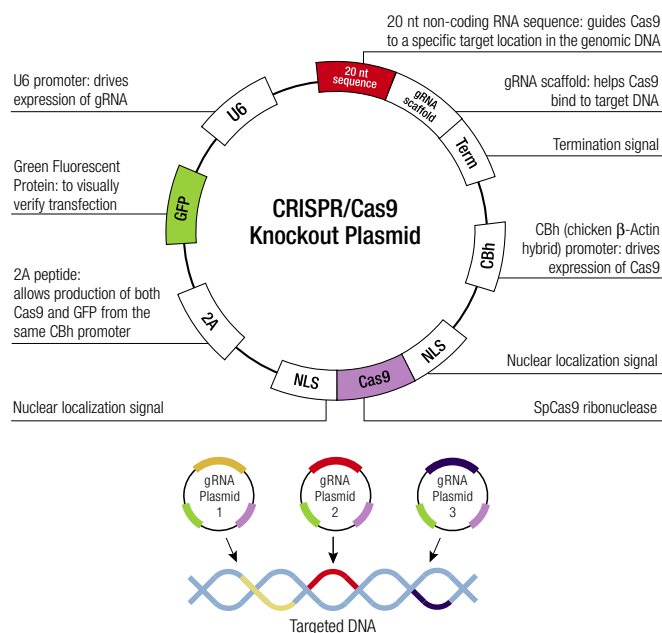 20 nt non-coding RNA sequence: guides Cas9
to a specific target location in the genomic DNA
U6 promoter: drives
expression of gRNA
gRNA scaffold: helps Cas9
bind to target DNA
Termination signal
Green Fluorescent
Protein: to visually
verify transfection
CBh (chicken β-Actin
hybrid) promoter: drives
expression of Cas9
2A peptide:
allows production of both
Cas9 and GFP from the
same CBh promoter
Nuclear localization signal
Nuclear localization signal
SpCas9 ribonuclease
20 nt
sequence
gRNA
scaffold
Term
CBh
NLS
Cas9
NLS
2A
GFP
U6
CRISPR/Cas9
Knockout Plasmid
gRNA
Plasmid
1
gRNA
Plasmid
2
gRNA
Plasmid
3
Targeted DNA